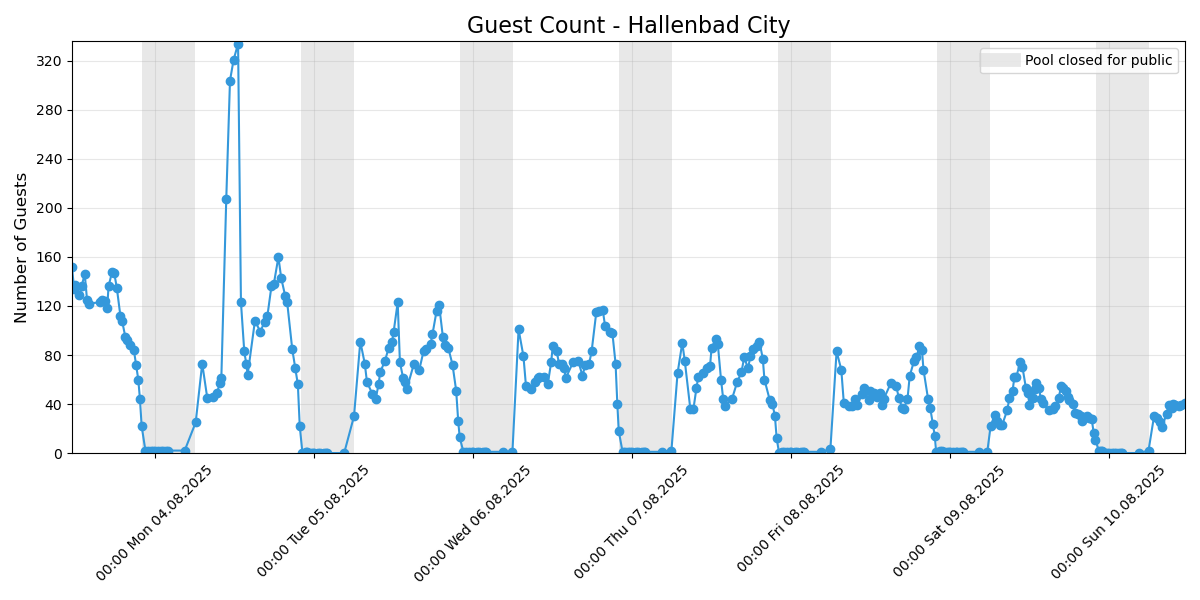 Guest Count - Hallenbad City
Pool closed for public
Number of Guests
320
280
240
200
160
120
80
40
0
00:00 Mon 04.08.2025
00:00 Tue 05.08.2025
00:00 Wed 06.08.2025
00:00 Thu 07.08.2025
00:00 Fri 08.08.2025
00:00 Sat 09.08.2025
00:00 Sun 10.08.2025